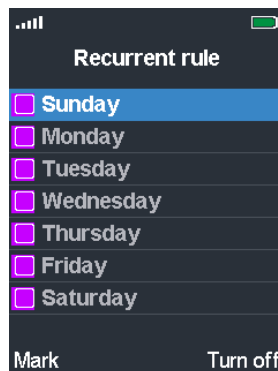 Recurrent rule
Sunday
Monday
Tuesday
Wednesday
Thursday
Friday
Saturday
Mark Turn off